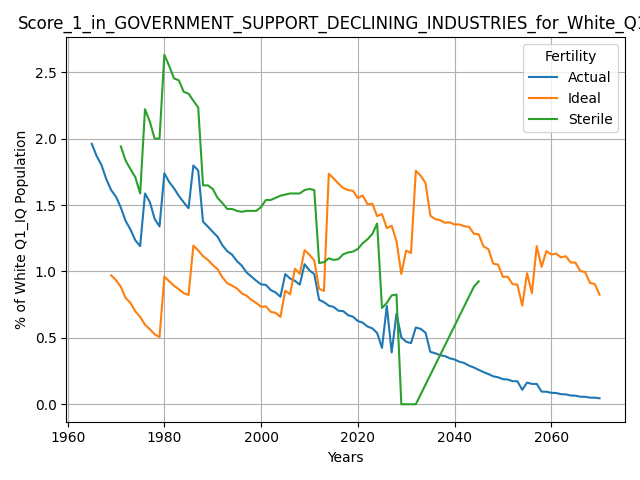 Score_1_in_GOVERNMENT_SUPPORT_DECLINING_INDUSTRIES_for_White_Q1
Fertility
Actual
Ideal
Sterile
% of White Q1_IQ Population
2.5
2.0
1.5
1.0
0.5
0.0
1960 1980 2000 2020 2040 2060
Years